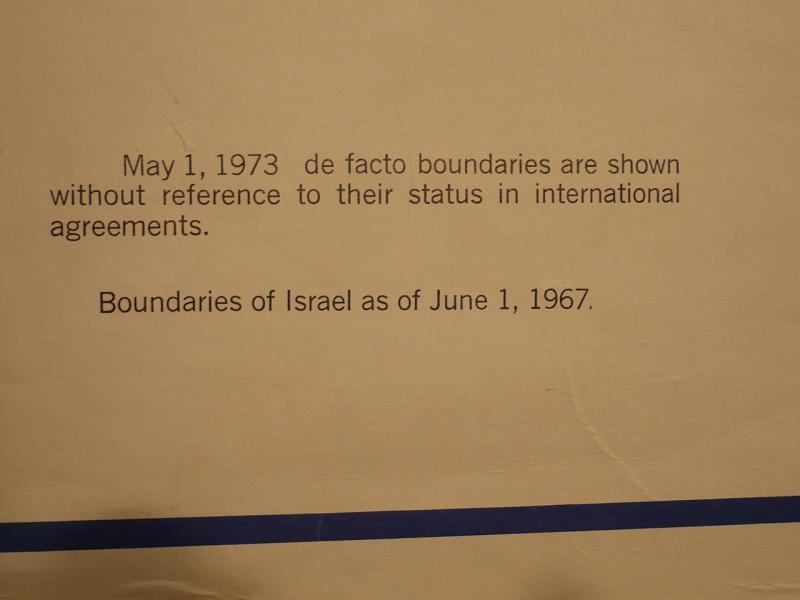 May 1, 1973 de facto boundaries are shown
without reference to their status in international
agreements.
Boundaries of Israel as of June 1, 1967.